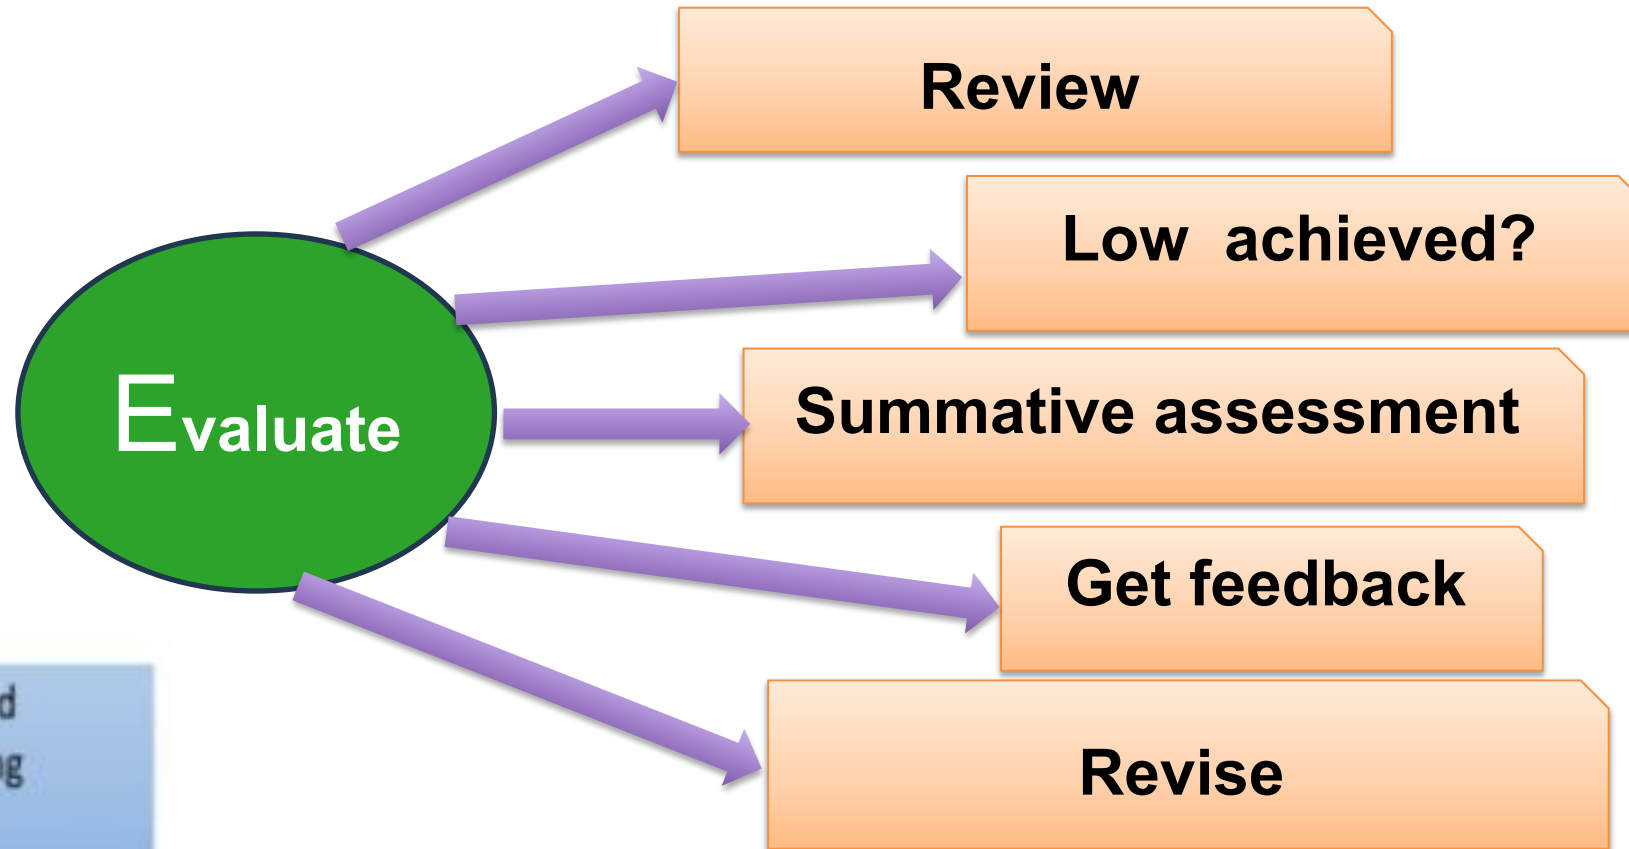 Review
Low achieved?
Evaluate
Summative assessment
Get feedback
Revise